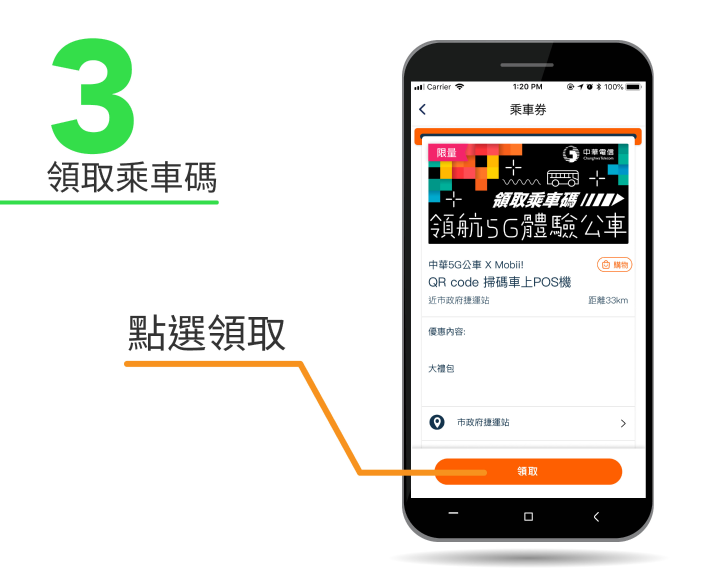 3
領取乘車碼
點選領取
Carrier
1:20 PM
100%
乘車券
限量
中華電信
Chunghwa Telecom
領取乘車碼
領航5G體驗公車
中華5G公車 X Mobii!
購物
QR code 掃碼車上POS機
近市政府捷運站
距離33km
優惠內容:
大禮包
市政府捷運站
領取